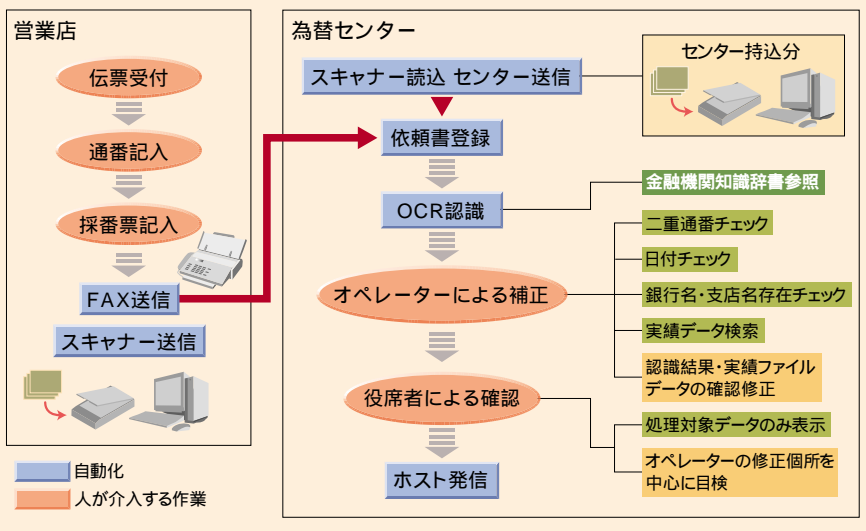 営業店
伝票受付
通番記入
採番票記入
FAX送信
スキャナー送信
自動化
人が介入する作業
為替センター
スキャナー読込 センター送信
センター持込分
依頼書登録
OCR認識
金融機関知識辞書参照
オペレーターによる補正
二重通番チェック
日付チェック
銀行名・支店名存在チェック
実績データ検索
認識結果・実績ファイル
データの確認修正
役席者による確認
処理対象データのみ表示
オペレーターの修正個所を
中心に目検
ホスト発信